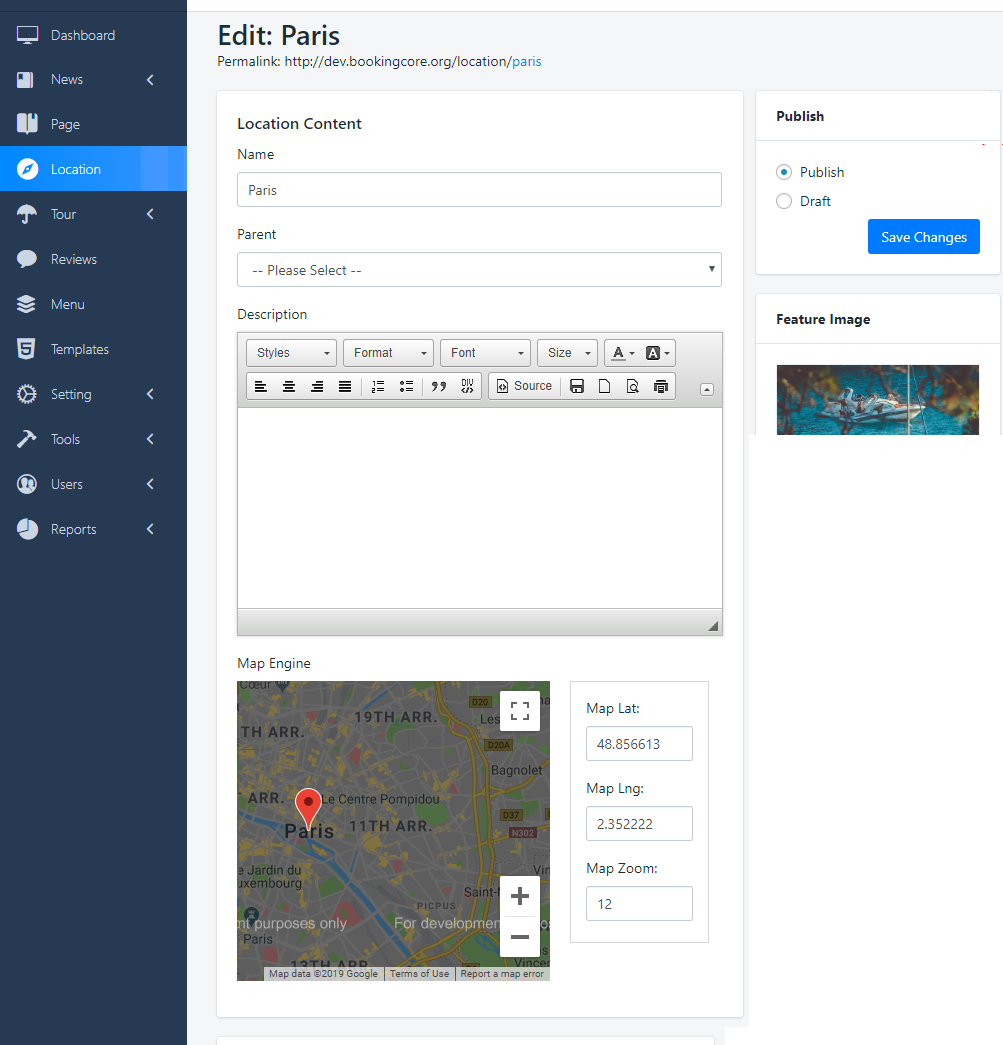 Dashboard
News
Page
Location
Tour
Reviews
Menu
Templates
Setting
Tools
Users
Reports
Edit: Paris
Permalink: http://dev.bookingcore.org/location/paris
Location Content
Name
Paris
Parent
-- Please Select --
Description
Styles Format Font Size A A
DIV Source
Map Engine
Cœur
D20
19TH ARR.
Les
TH ARR.
D20A
Bagnolet
ARR.
Le Centre Pompidou
D37
Paris 11TH ARR.
N302
e Jardin du
uxembourg
Vin
Saint-
PICPUS
nt purposes only For developmen
Paris
Vincen
13TH ARR.
Map data ©2019 Google Terms of Use Report a map error
Map Lat:
48.856613
Map Lng:
2.352222
Map Zoom:
12
Publish
Publish
Draft
Save Changes
Feature Image